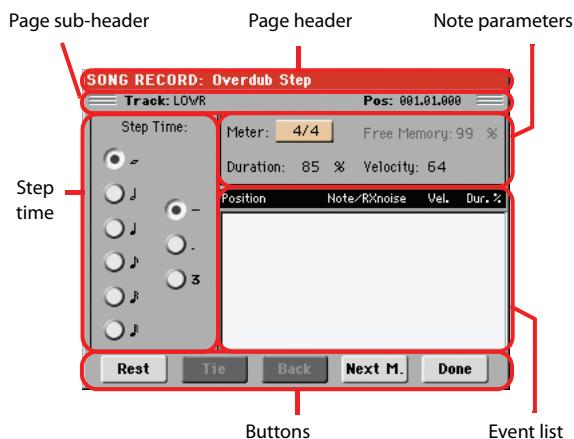 Page sub-header
Page header
Note parameters
SONG RECORD: Overdub Step
Track: LOWR
Pos: 001.01.000
Step Time:
Meter: 4/4
Free Memory: 99 %
Duration: 85 %
Velocity: 64
Step
time
Position Note/RXnoise Vel. Dur.%
-
.
3
Rest
Tie
Back
Next M.
Done
Buttons
Event list